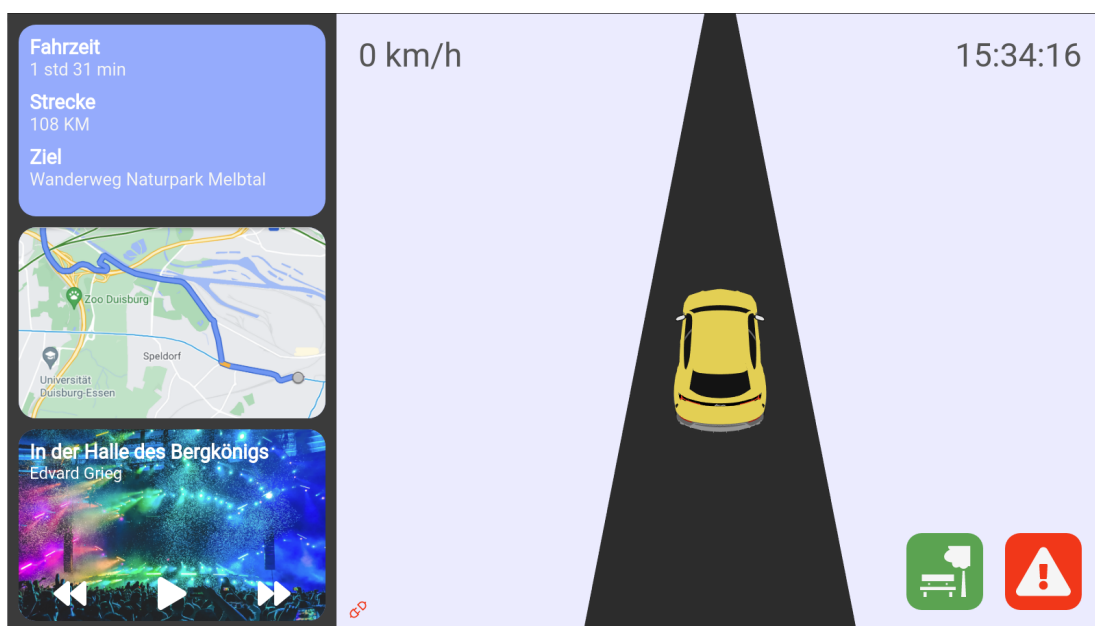 Fahrzeit
1 std 31 min
Strecke
108 KM
Ziel
Wanderweg Naturpark Melbtal
Zoo Duisburg
Speldorf
Universität
Duisburg-Essen
In der Halle des Bergkönigs
Edvard Grieg
0 km/h
15:34:16